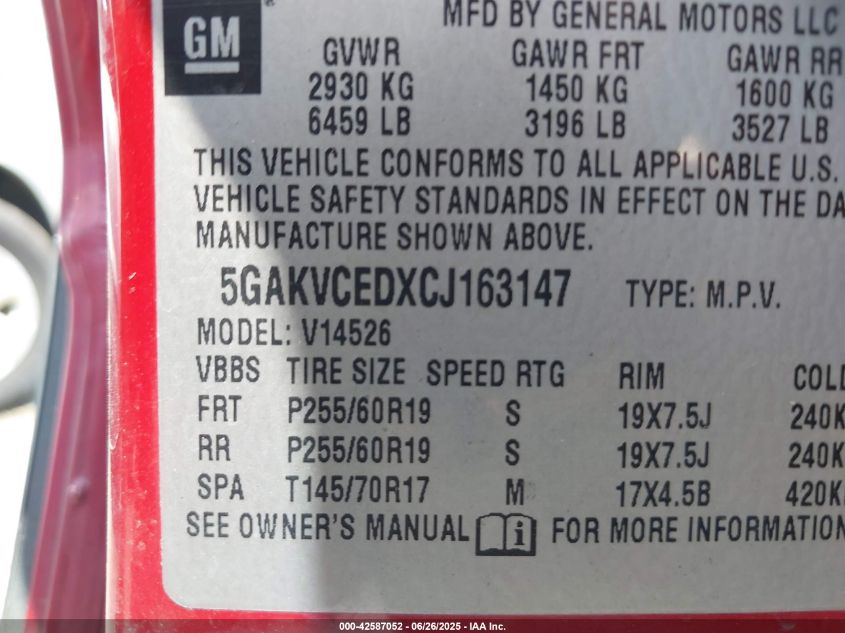 MFD BY GENERAL MOTORS LLC
GM
GVWR GAWR FRT GAWR RR
2930 KG 1450 KG 1600 KG
6459 LB 3196 LB 3527 LB
THIS VEHICLE CONFORMS TO ALL APPLICABLE U.S.
VEHICLE SAFETY STANDARDS IN EFFECT ON THE DA
MANUFACTURE SHOWN ABOVE.
5GAKVCEDXCJ163147 TYPE: M.P.V.
MODEL: V14526
VBBS TIRE SIZE SPEED RTG RIM COLD
FRT P255/60R19 S 19X7.5J 240K
RR P255/60R19 S 19X7.5J 240K
SPA T145/70R17 M 17X4.5B 420K
SEE OWNER'S MANUAL i FOR MORE INFORMATION
000-42587052 - 06/26/2025 - IAA Inc.